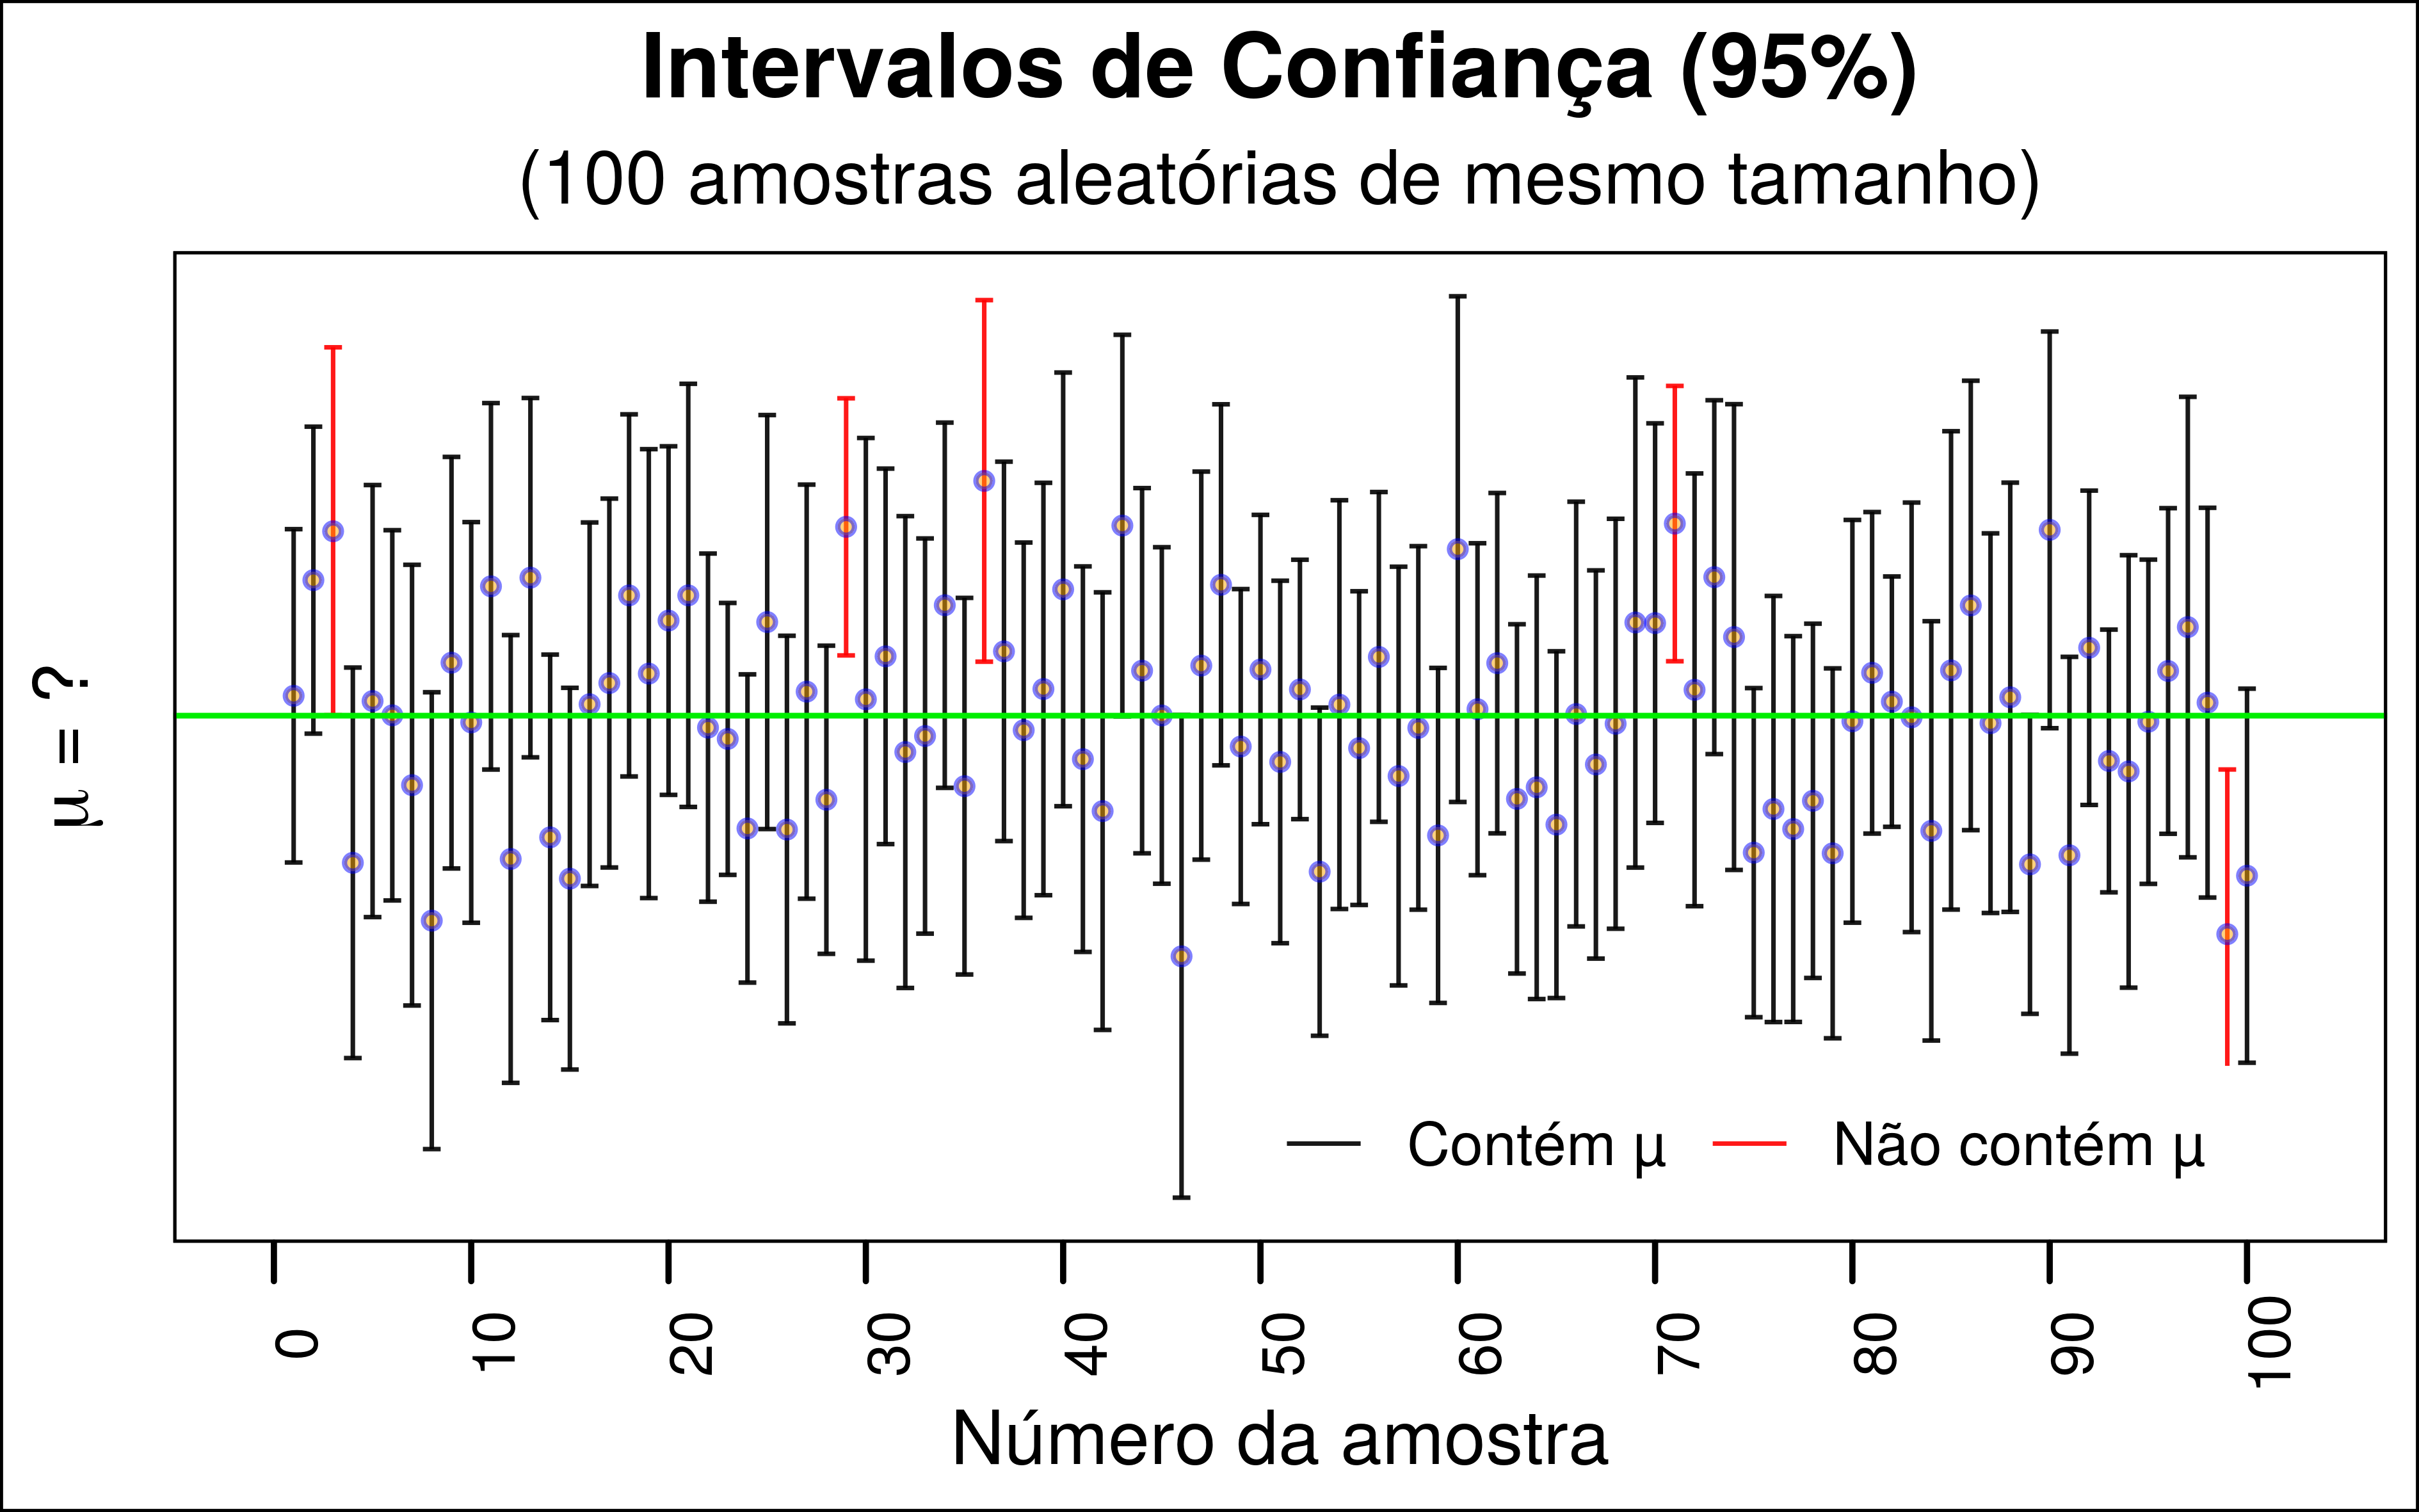 Intervalos de Confiança (95%)
(100 amostras aleatórias de mesmo tamanho)
µ = ?
Contém µ
Não contém µ
0 10 20 30 40 50 60 70 80 90 100
Número da amostra